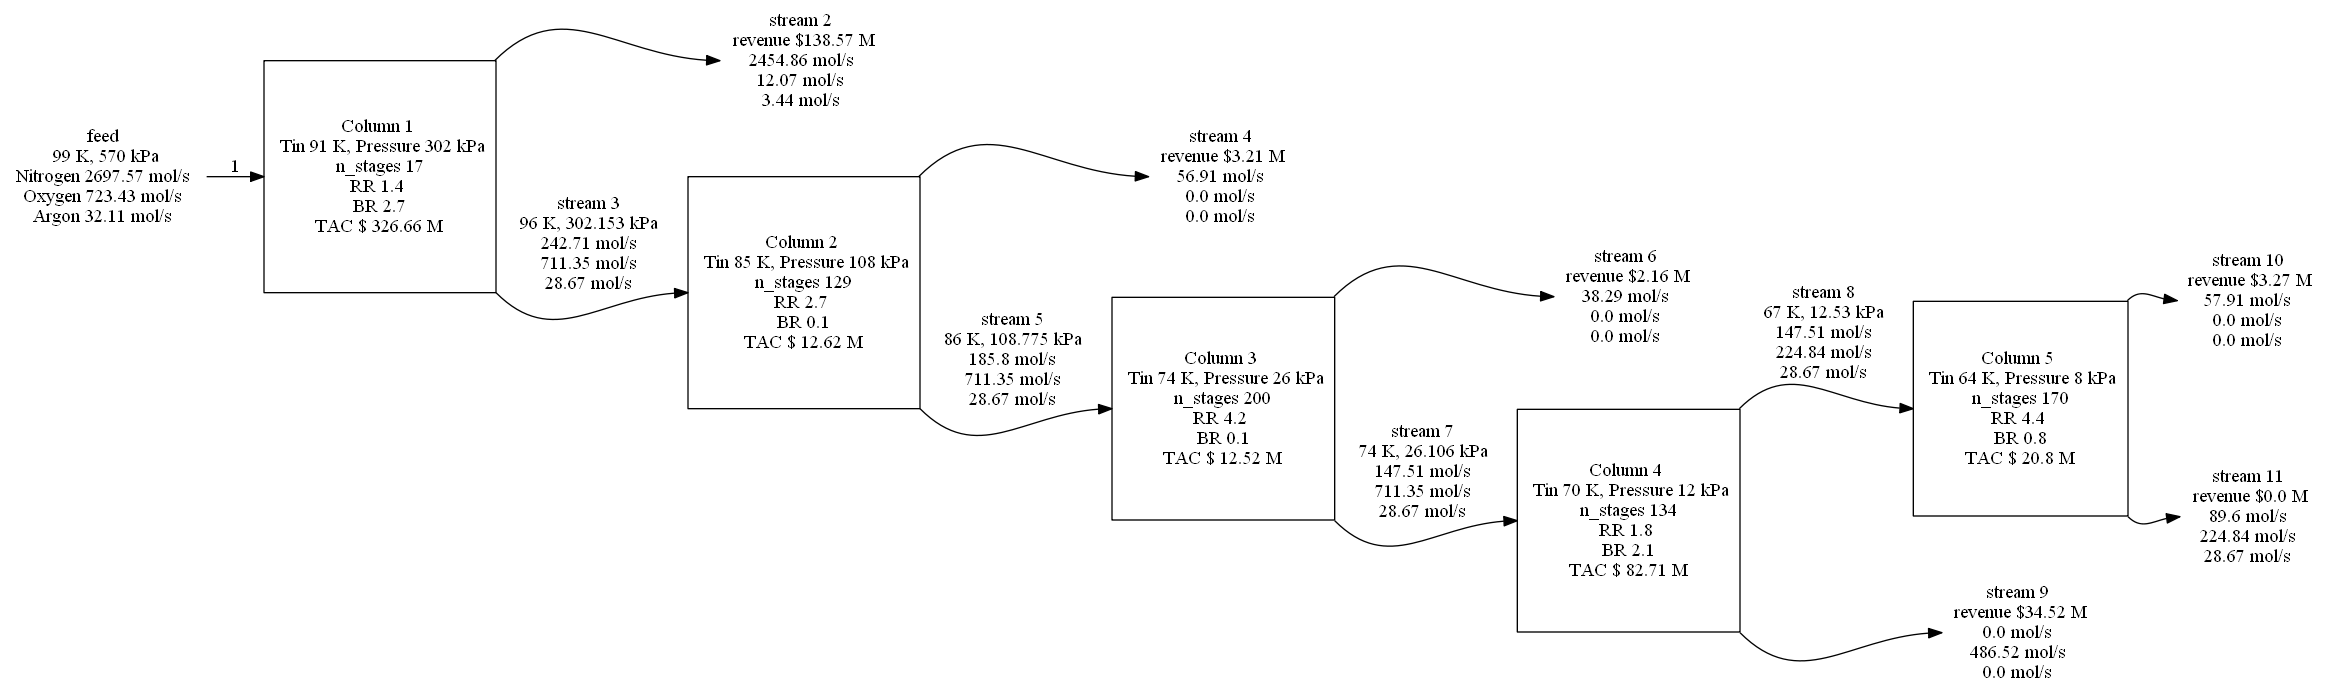 feed
99 K, 570 kPa
Nitrogen 2697.57 mol/s
Oxygen 723.43 mol/s
Argon 32.11 mol/s
1
Column 1
Tin 91 K, Pressure 302 kPa
n_stages 17
RR 1.4
BR 2.7
TAC $ 326.66 M
stream 2
revenue $138.57 M
2454.86 mol/s
12.07 mol/s
3.44 mol/s
stream 3
96 K, 302.153 kPa
242.71 mol/s
711.35 mol/s
28.67 mol/s
Column 2
Tin 85 K, Pressure 108 kPa
n_stages 129
RR 2.7
BR 0.1
TAC $ 12.62 M
stream 4
revenue $3.21 M
56.91 mol/s
0.0 mol/s
0.0 mol/s
stream 5
86 K, 108.775 kPa
185.8 mol/s
711.35 mol/s
28.67 mol/s
Column 3
Tin 74 K, Pressure 26 kPa
n_stages 200
RR 4.2
BR 0.1
TAC $ 12.52 M
stream 6
revenue $2.16 M
38.29 mol/s
0.0 mol/s
0.0 mol/s
stream 7
74 K, 26.106 kPa
147.51 mol/s
711.35 mol/s
28.67 mol/s
Column 4
Tin 70 K, Pressure 12 kPa
n_stages 134
RR 1.8
BR 2.1
TAC $ 82.71 M
stream 8
67 K, 12.53 kPa
147.51 mol/s
224.84 mol/s
28.67 mol/s
Column 5
Tin 64 K, Pressure 8 kPa
n_stages 170
RR 4.4
BR 0.8
TAC $ 20.8 M
stream 10
revenue $3.27 M
57.91 mol/s
0.0 mol/s
0.0 mol/s
stream 11
revenue $0.0 M
89.6 mol/s
224.84 mol/s
28.67 mol/s
stream 9
revenue $34.52 M
0.0 mol/s
486.52 mol/s
0.0 mol/s